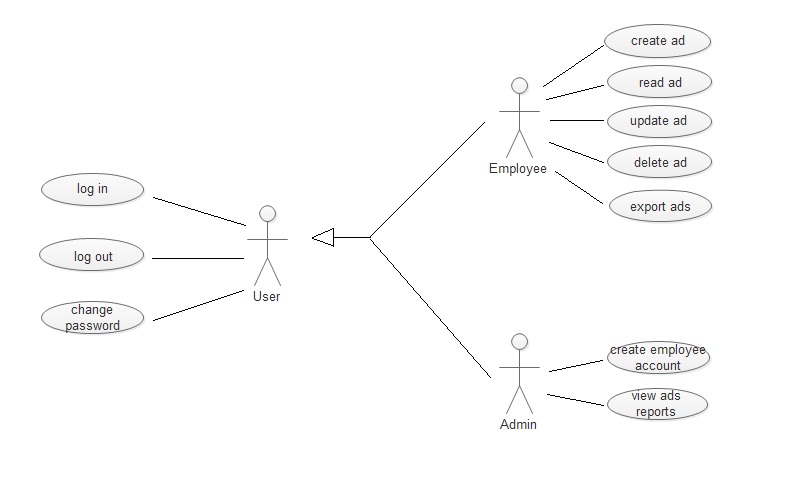 log in
log out
change
password
User
Employee
create ad
read ad
update ad
delete ad
export ads
Admin
create employee
account
view ads
reports